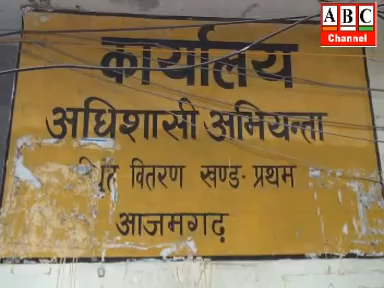 ABC
Channel
कार्यालय
अधिशासी अभियन्ता
वितरण खण्ड-प्रथम
आजमगढ़